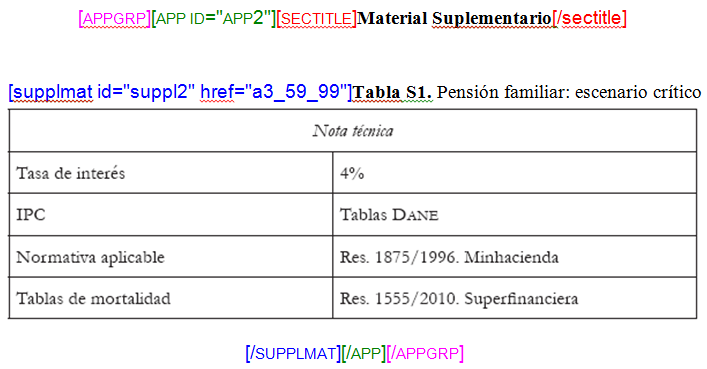 [APPGRP][APP ID="APP2"][SECTITLE]Material Suplementario[/sectitle]
[supplmat id="suppl2" href="a3_59_99"]Tabla S1. Pensión familiar: escenario crítico
Nota técnica
Tasa de interés 4%
IPC Tablas DANE
Normativa aplicable Res. 1875/1996. Minhacienda
Tablas de mortalidad Res. 1555/2010. Superfinanciera
[/SUPPLMAT][/APP][/APPGRP]